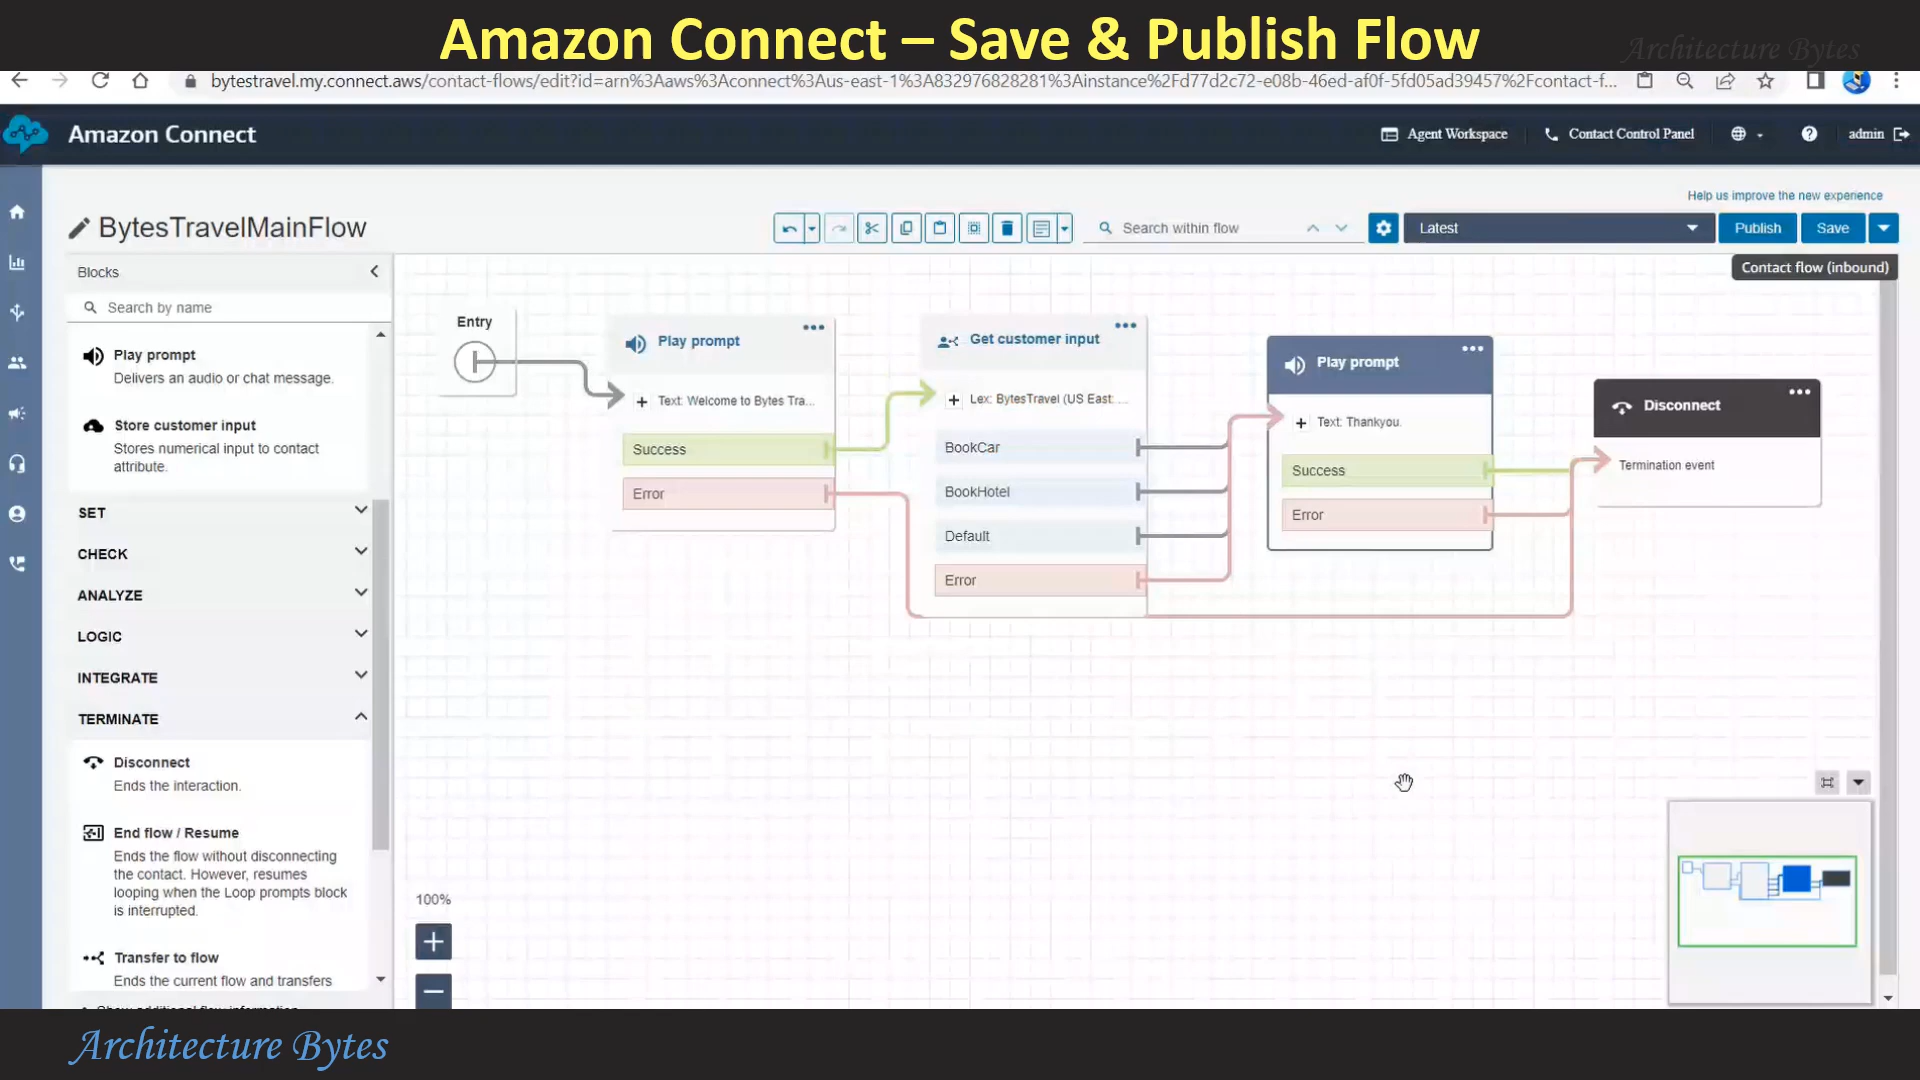 Amazon Connect – Save & Publish Flow
Architecture Bytes
bytestravel.my.connect.aws/contact-flows/edit?id=arn%3Aaws%3Aconnect%3Aus-east-1%3A832976828281%3Ainstance%2Fd77d2c72-e08b-46ed-af0f-5fd05ad39457%2Fcontact-f...
Amazon Connect
Agent Workspace
Contact Control Panel
admin
Help us improve the new experience
BytesTravelMainFlow
Search within flow
Latest
Publish
Save
Contact flow (inbound)
Blocks
Search by name
Play prompt
Delivers an audio or chat message.
Store customer input
Stores numerical input to contact
attribute.
SET
CHECK
ANALYZE
LOGIC
INTEGRATE
TERMINATE
Disconnect
Ends the interaction.
End flow / Resume
Ends the flow without disconnecting
the contact. However, resumes
looping when the Loop prompts block
is interrupted.
Transfer to flow
Ends the current flow and transfers
Show additional flow information
Entry
Play prompt
Text: Welcome to Bytes Tra...
Success
Error
Get customer input
Lex: BytesTravel (US East: ...
BookCar
BookHotel
Default
Error
Play prompt
Text: Thankyou.
Success
Error
Disconnect
Termination event
100%
Architecture Bytes